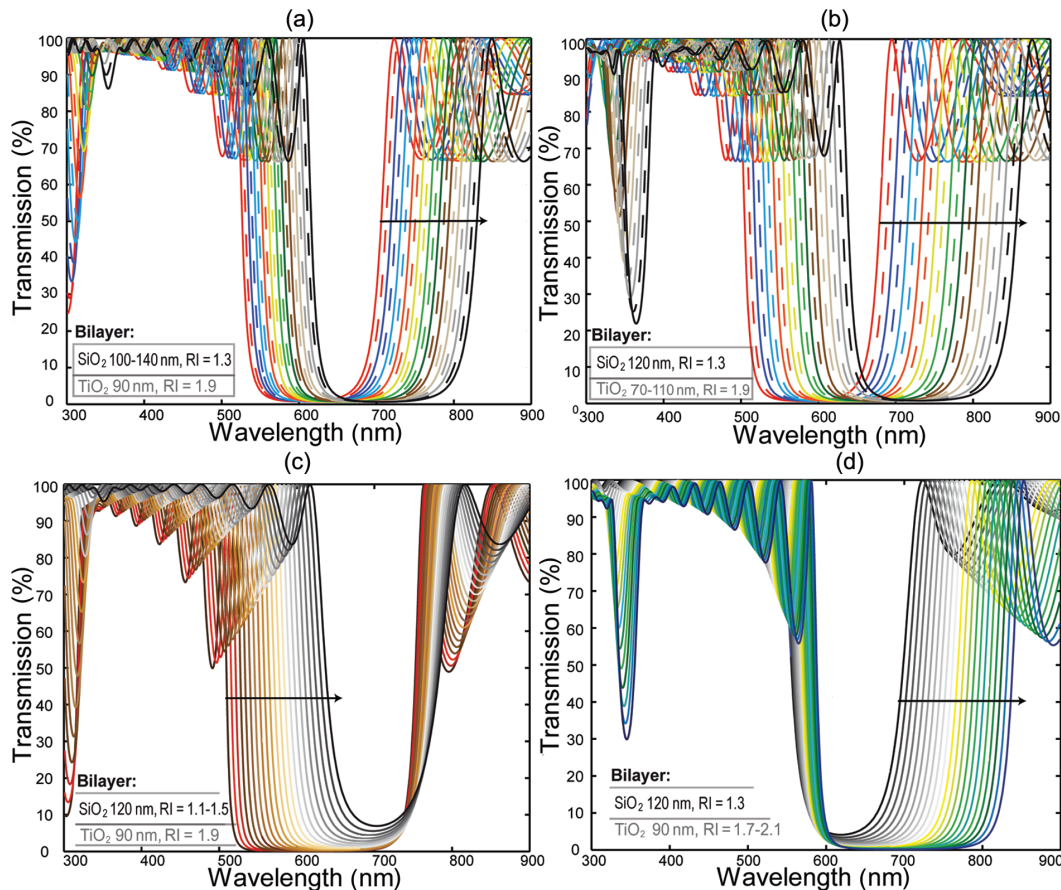 (a)
Transmission (%)
100
90
80
70
60
50
40
30
20
10
0
Bilayer:
SiO₂ 100-140 nm, RI = 1.3
TiO₂ 90 nm, RI = 1.9
300 400 500 600 700 800 900
Wavelength (nm)
(b)
Transmission (%)
100
90
80
70
60
50
40
30
20
10
0
Bilayer:
SiO₂ 120 nm, RI = 1.3
TiO₂ 70-110 nm, RI = 1.9
300 400 500 600 700 800 900
Wavelength (nm)
(c)
Transmission (%)
100
90
80
70
60
50
40
30
20
10
0
Bilayer:
SiO₂ 120 nm, RI = 1.1-1.5
TiO₂ 90 nm, RI = 1.9
300 400 500 600 700 800 900
Wavelength (nm)
(d)
Transmission (%)
100
90
80
70
60
50
40
30
20
10
0
Bilayer:
SiO₂ 120 nm, RI = 1.3
TiO₂ 90 nm, RI = 1.7-2.1
300 400 500 600 700 800 900
Wavelength (nm)